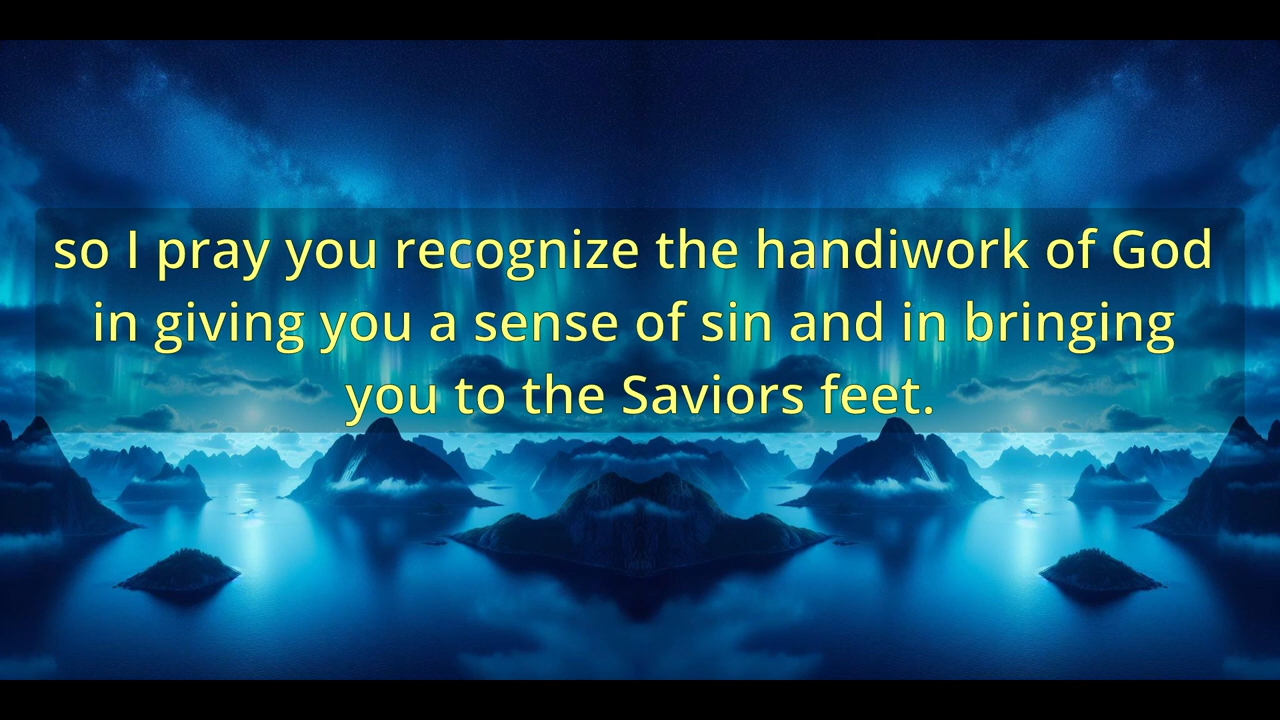 so I pray you recognize the handiwork of God
in giving you a sense of sin and in bringing
you to the Saviors feet.